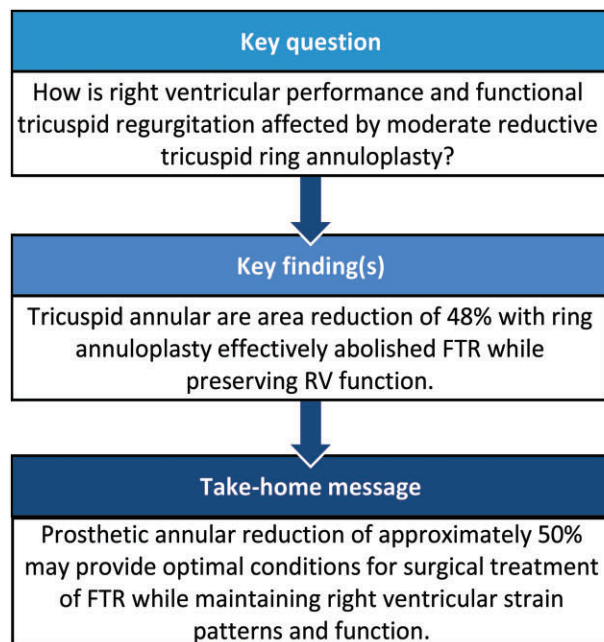 Key question
How is right ventricular performance and functional
tricuspid regurgitation affected by moderate reductive
tricuspid ring annuloplasty?
Key finding(s)
Tricuspid annular are area reduction of 48% with ring
annuloplasty effectively abolished FTR while
preserving RV function.
Take-home message
Prosthetic annular reduction of approximately 50%
may provide optimal conditions for surgical treatment
of FTR while maintaining right ventricular strain
patterns and function.